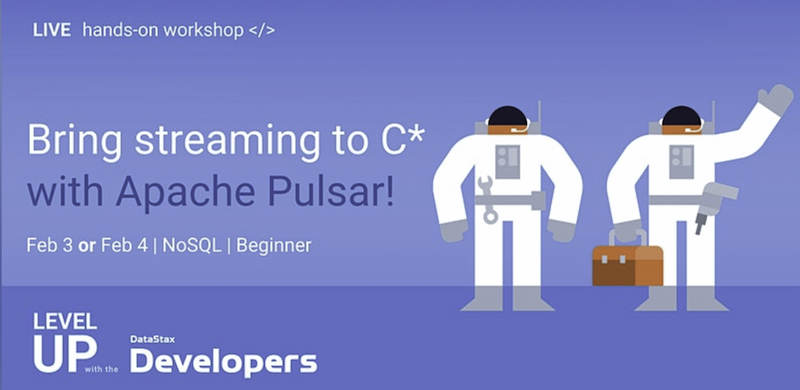 LIVE hands-on workshop </>
Bring streaming to C*
with Apache Pulsar!
Feb 3 or Feb 4 | NoSQL | Beginner
LEVEL
UP with the DataStax Developers